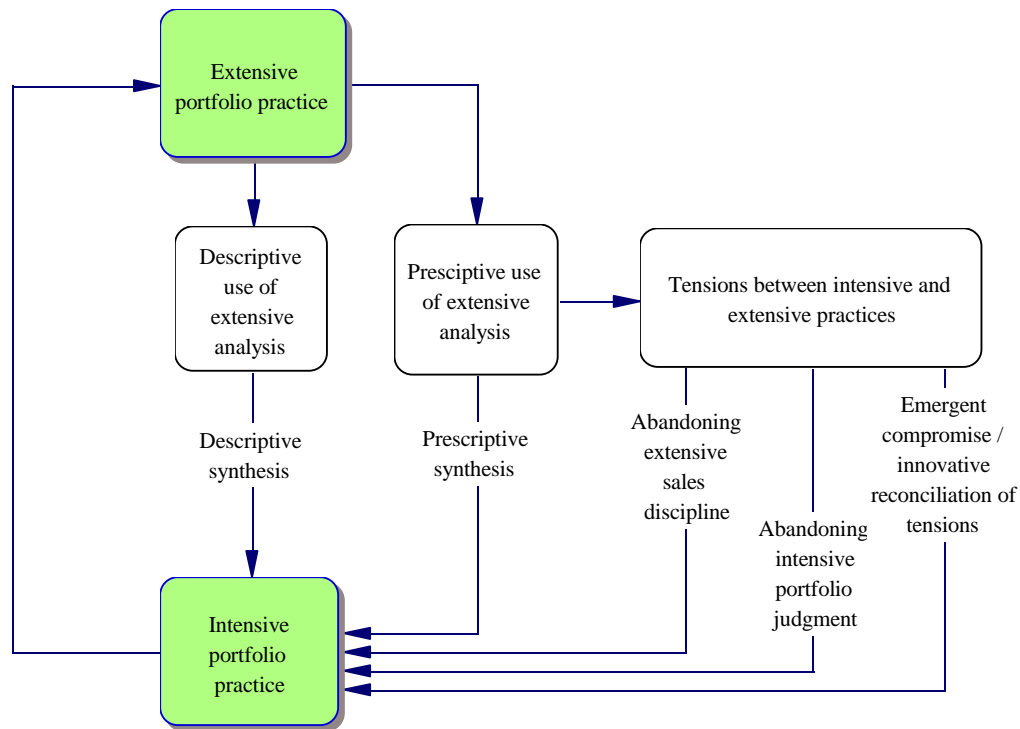 Extensive
portfolio practice
Descriptive
use of
extensive
analysis
Presciptive use
of extensive
analysis
Tensions between intensive and
extensive practices
Descriptive
synthesis
Prescriptive
synthesis
Abandoning
extensive
sales
discipline
Abandoning
intensive
portfolio
judgment
Emergent
compromise /
innovative
reconciliation of
tensions
Intensive
portfolio
practice